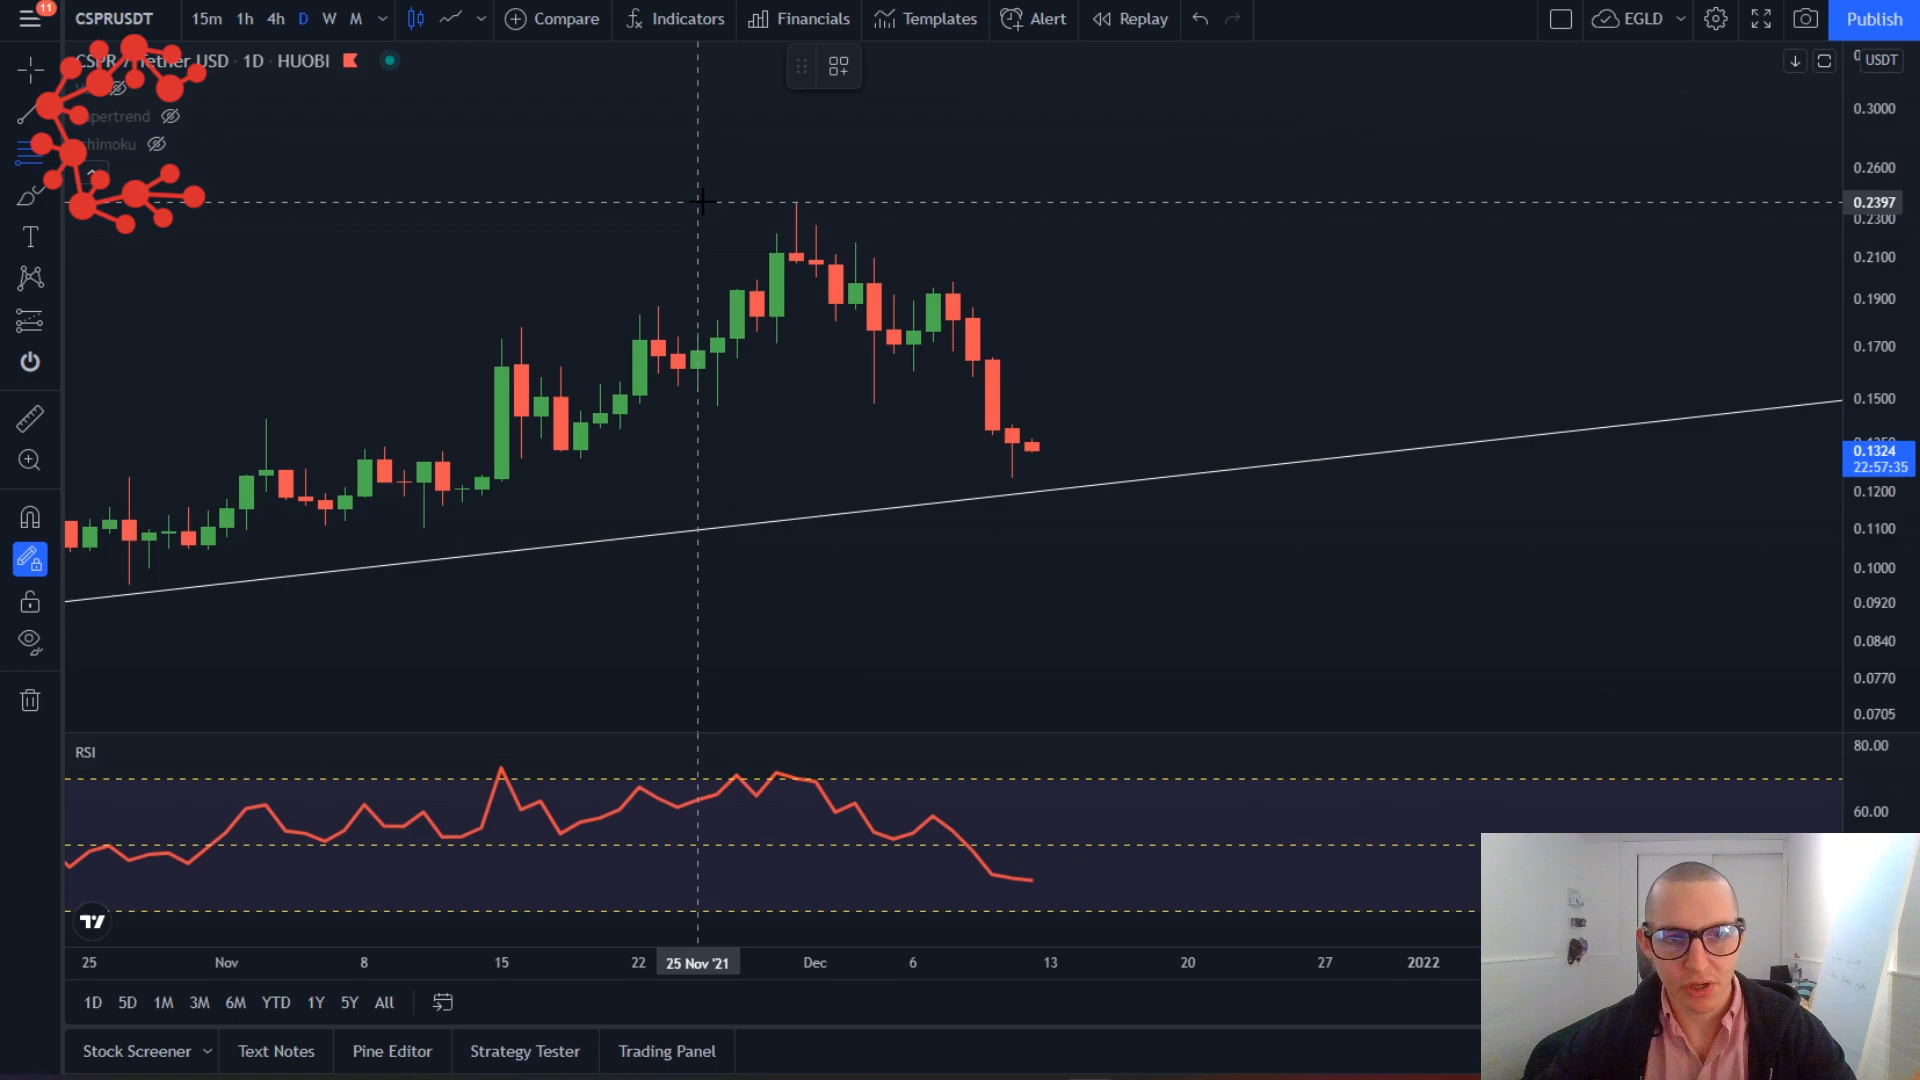 11
CSPRUSDT 15m 1h 4h D W M Compare Indicators Financials Templates Alert Replay EGLD Publish
CSPR / Tether USD · 1D · HUOBI
USDT
upertrend
himoku
0.3000
0.2600
0.2397
0.2300
0.2100
0.1900
0.1700
0.1500
0.1324
22:57:35
0.1200
0.1100
0.1000
0.0920
0.0840
0.0770
0.0705
RSI
80.00
60.00
25 Nov 8 15 22 25 Nov '21 Dec 6 13 20 27 2022
1D 5D 1M 3M 6M YTD 1Y 5Y All
Stock Screener Text Notes Pine Editor Strategy Tester Trading Panel